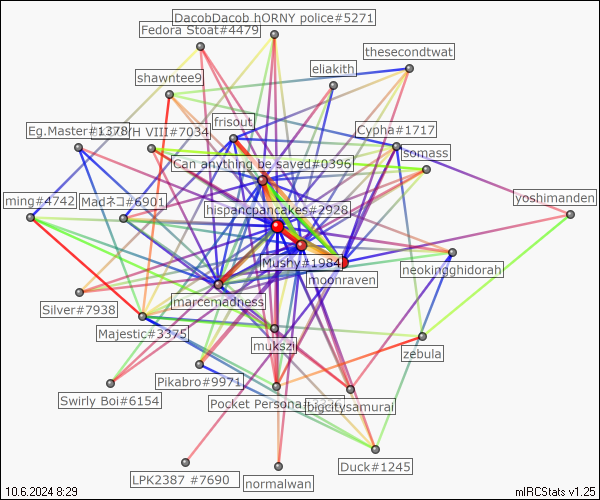 DacobDacob hORNY police#5271
Fedora Stoat#4479
thesecondtwat
eliakith
shawntee9
frisout
Eg.Master#1378
H VIII#7034
Cypha#1717
isomass
Can anything be saved#0396
ming#4742
Madネコ#6901
yoshimanden
hispancpancakes#2928
Mushy#1984
neokingghidorah
moonraven
marcemadness
Silver#7938
Majestic#3375
mukszi
zebula
Pikabro#9971
Swirly Boi#6154
Pocket Persona
bigcitysamurai
Duck#1245
LPK2387 #7690
normalwan
10.6.2024 8:29
mIRCStats v1.25